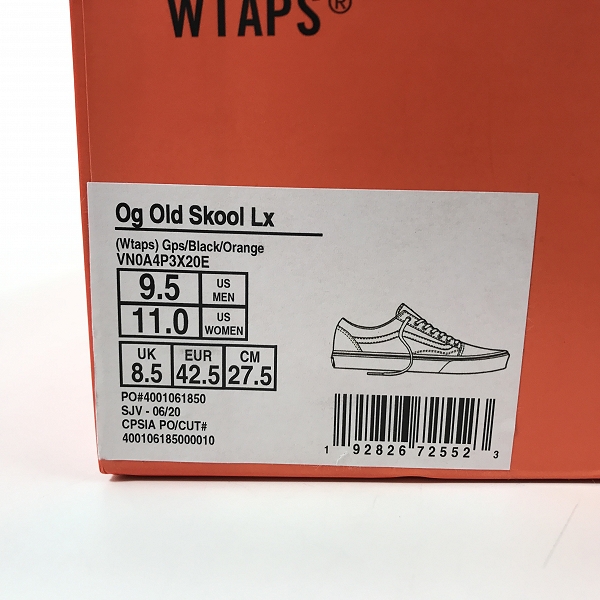 WTAPS®
Og Old Skool Lx
(Wtaps) Gps/Black/Orange
VN0A4P3X20E
9.5 US MEN
11.0 US WOMEN
UK EUR CM
8.5 42.5 27.5
PO#4001061850
SJV - 06/20
CPSIA PO/CUT#
400106185000010
1 92826 72552 3